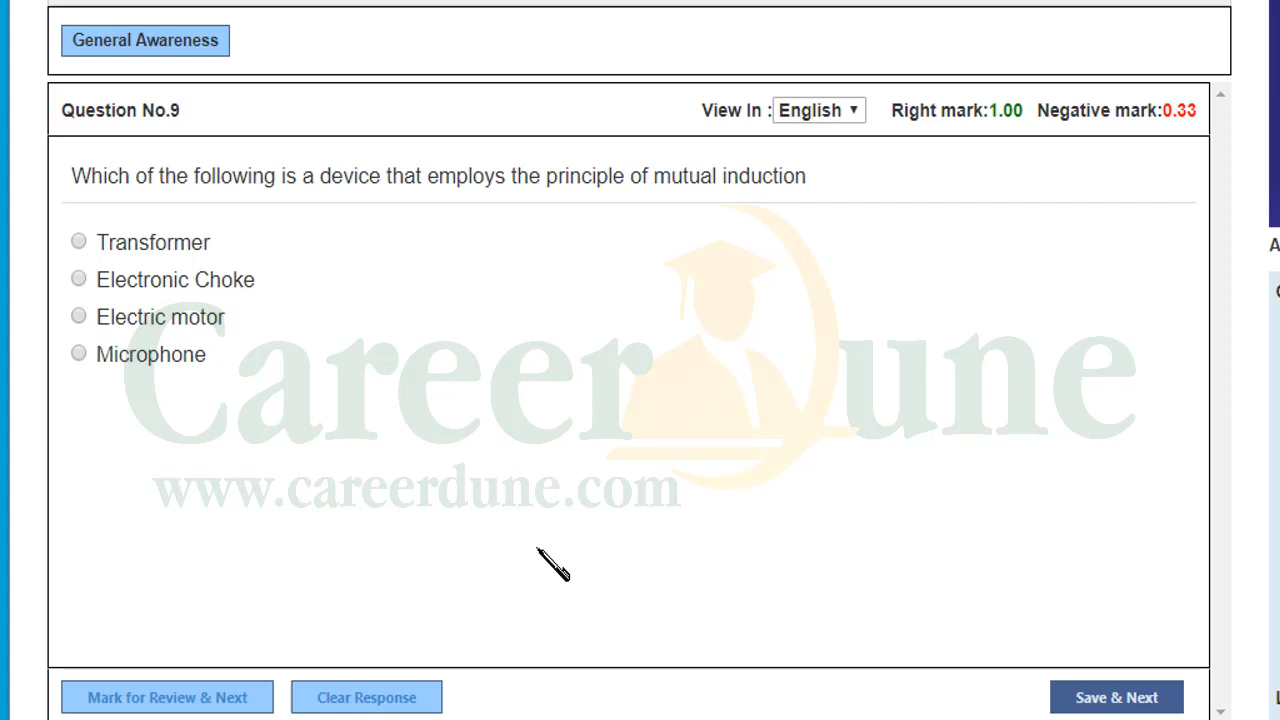 General Awareness
Question No.9 View In : English ▼ Right mark:1.00 Negative mark:0.33
Which of the following is a device that employs the principle of mutual induction
Transformer
Electronic Choke
Electric motor
Microphone
CareerDune
www.careerdune.com
Mark for Review & Next Clear Response Save & Next